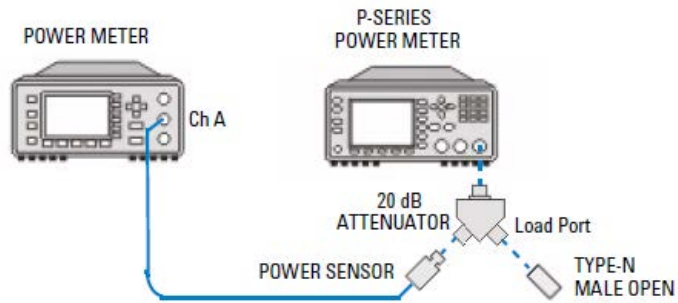 POWER METER
P-SERIES
POWER METER
Ch A
20 dB
ATTENUATOR
Load Port
POWER SENSOR
TYPE-N
MALE OPEN